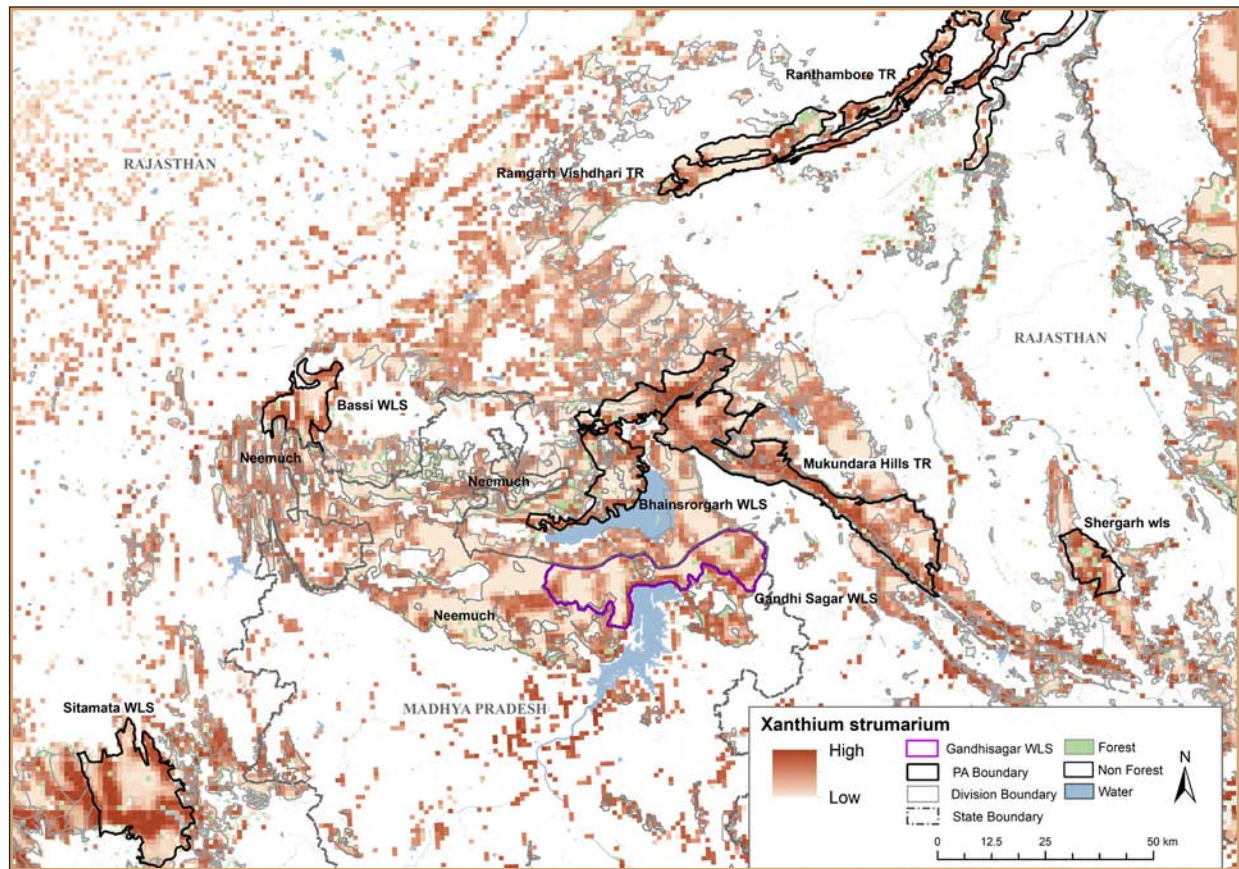 Ranthambore TR
RAJASTHAN
Ramgarh Vishdhari TR
RAJASTHAN
Bassi WLS
Neemuch
Neemuch
Mukundara Hills TR
Bhainsrorgarh WLS
Shergarh wls
Gandhi Sagar WLS
Neemuch
Sitamata WLS
MADHYA PRADESH
Xanthium strumarium
High
Low
Gandhisagar WLS
PA Boundary
Division Boundary
State Boundary
Forest
Non Forest
Water
N
0 12.5 25 50 km